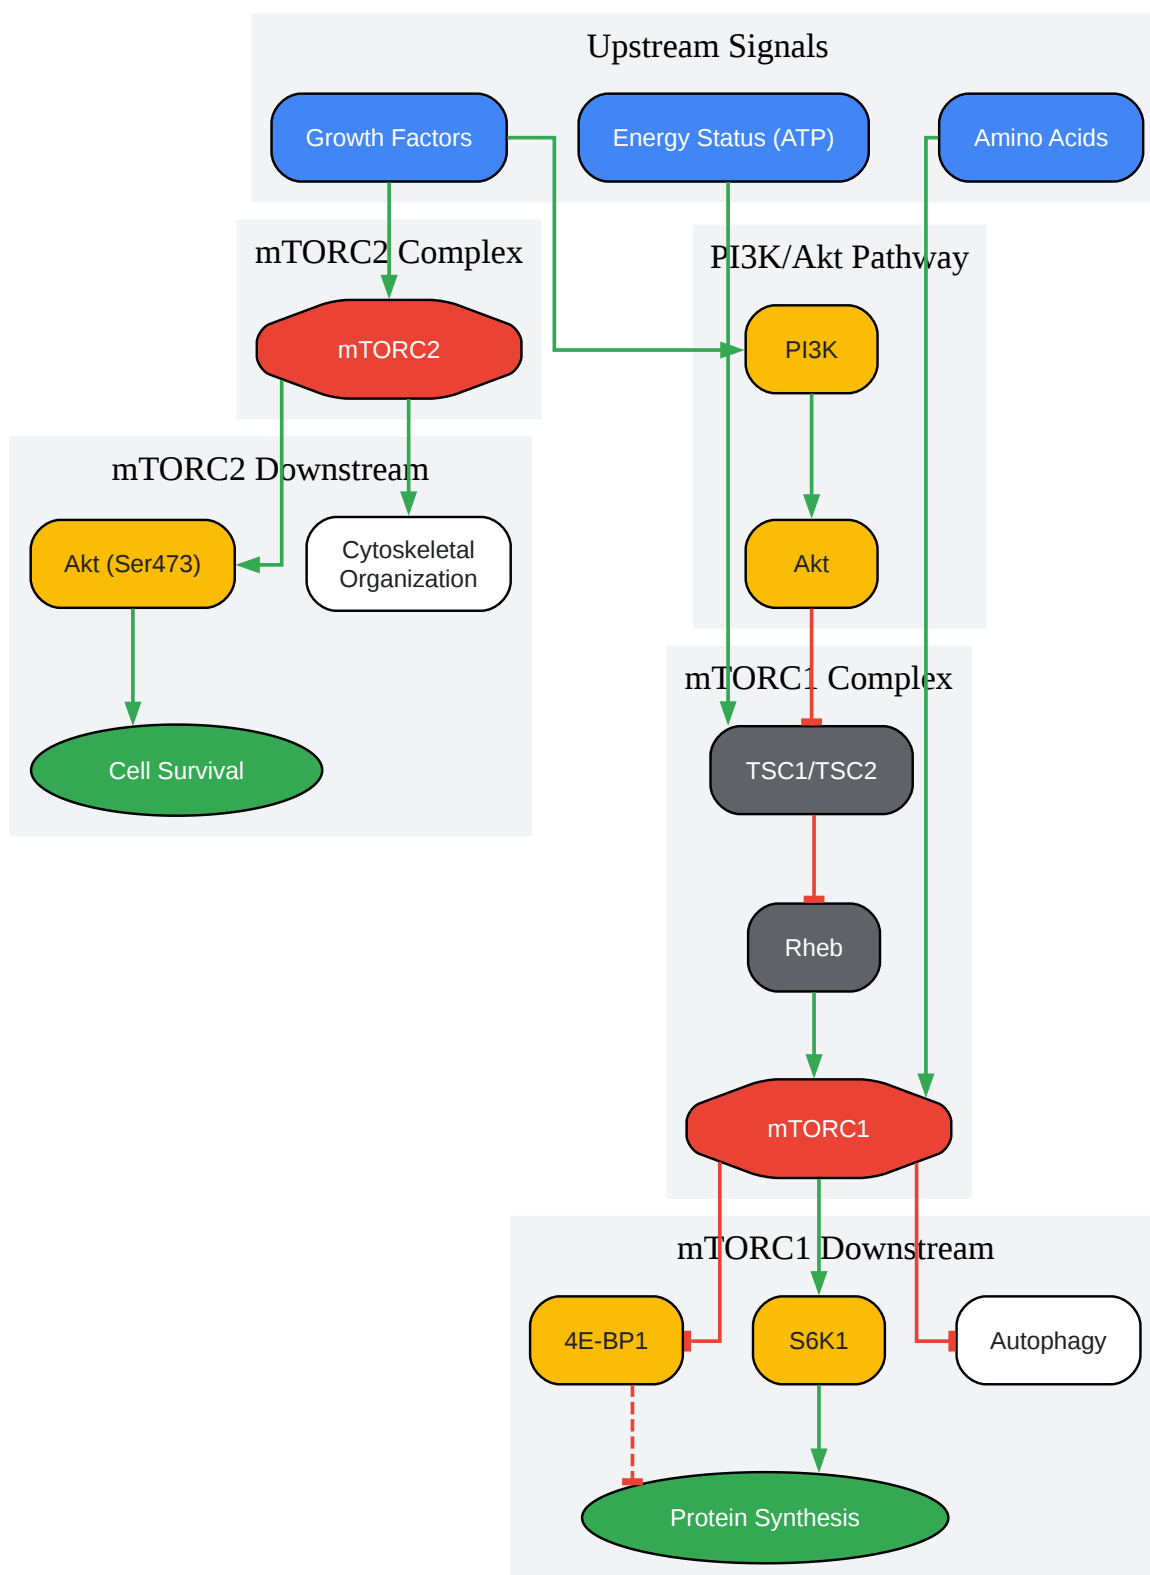 Upstream Signals
Growth Factors
Energy Status (ATP)
Amino Acids
mTORC2 Complex
PI3K/Akt Pathway
mTORC2
PI3K
mTORC2 Downstream
Akt (Ser473)
Cytoskeletal
Organization
Akt
mTORC1 Complex
Cell Survival
TSC1/TSC2
Rheb
mTORC1
mTORC1 Downstream
4E-BP1
S6K1
Autophagy
Protein Synthesis